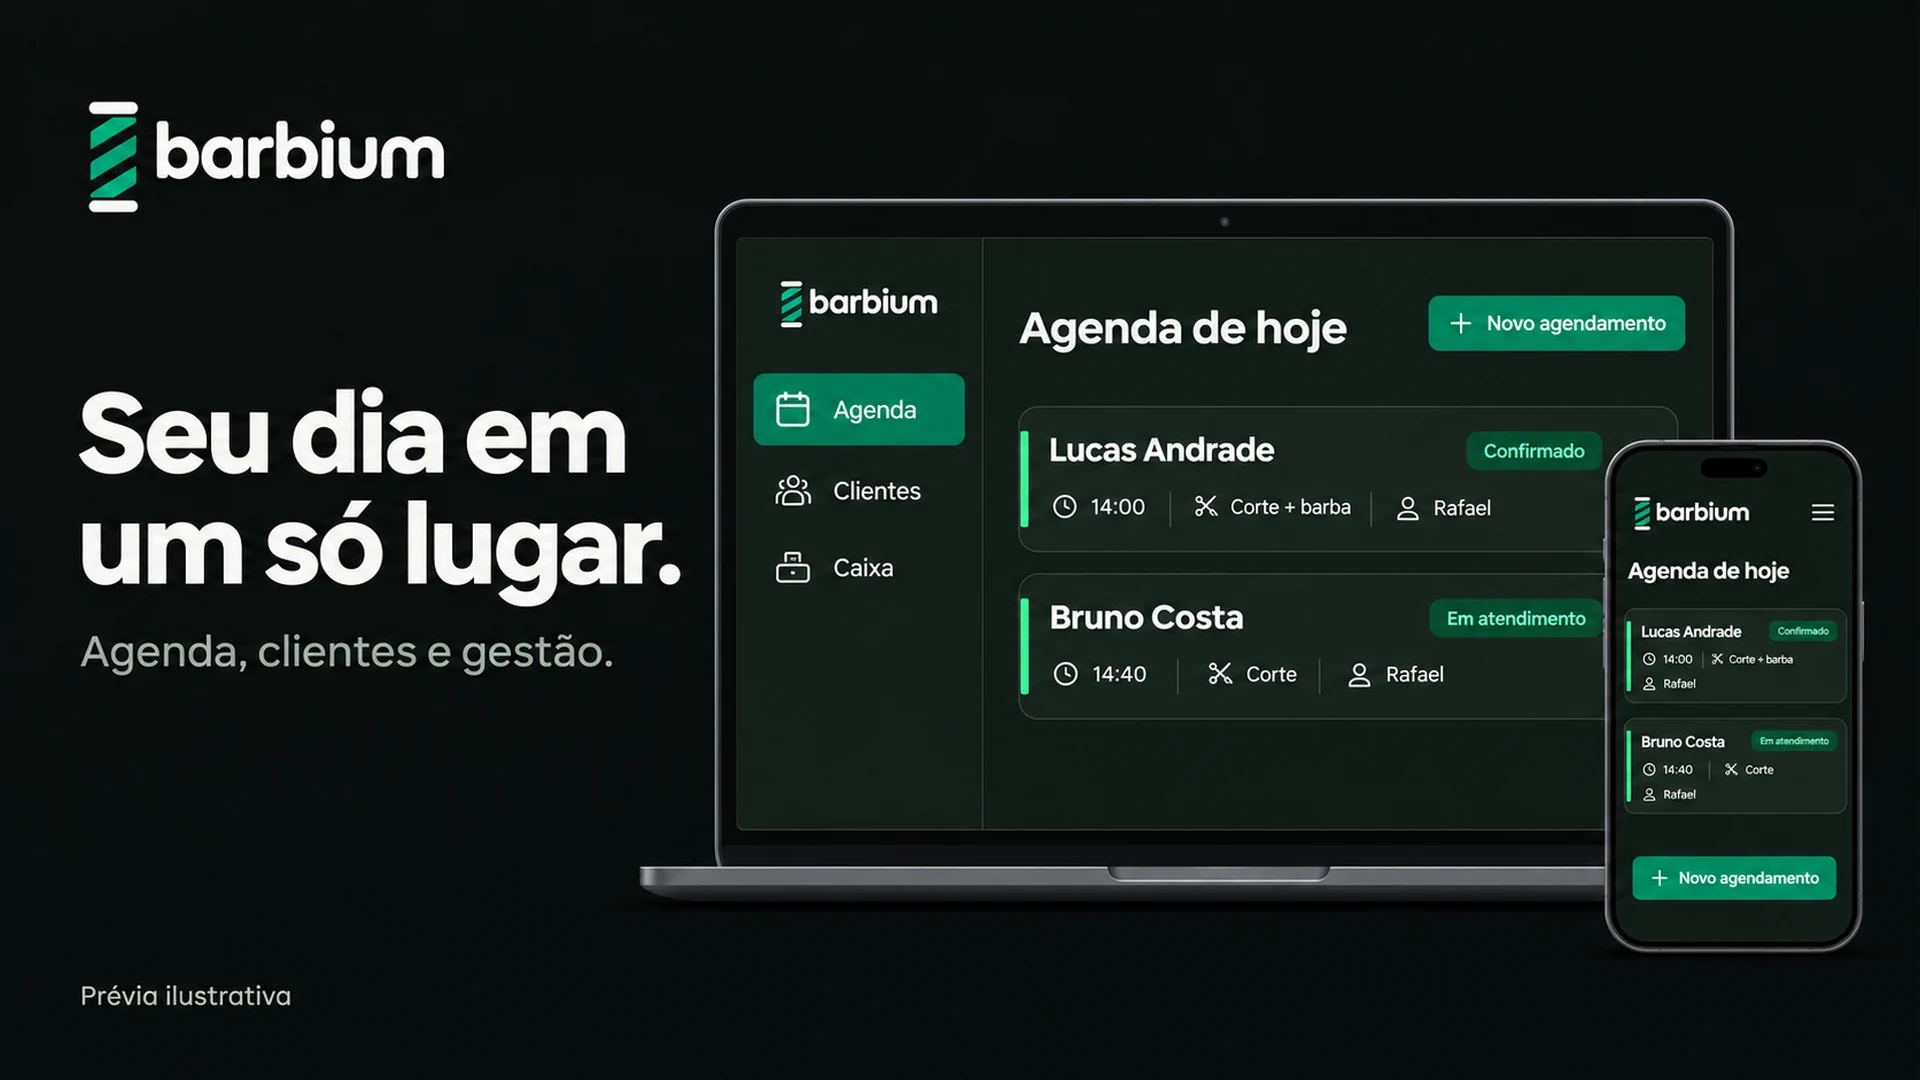 barbium
Seu dia em
um só lugar.
Agenda, clientes e gestão.
Prévia ilustrativa
barbium
Agenda
Clientes
Caixa
Agenda de hoje
+ Novo agendamento
Lucas Andrade
Confirmado
14:00
Corte + barba
Rafael
Bruno Costa
Em atendimento
14:40
Corte
Rafael
barbium
Agenda de hoje
Lucas Andrade
Confirmado
14:00
Corte + barba
Rafael
Bruno Costa
Em atendimento
14:40
Corte
Rafael
+ Novo agendamento